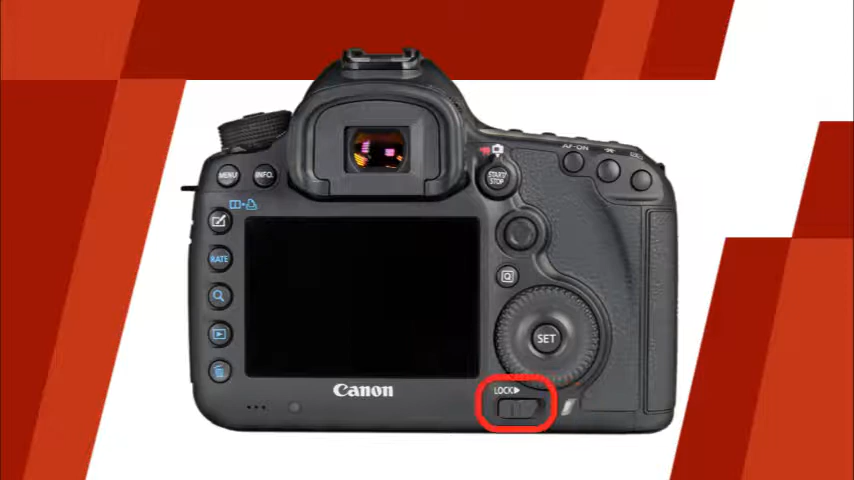 AF-ON
START/
STOP
MENU
INFO.
RATE
Q
SET
LOCK▶
Canon